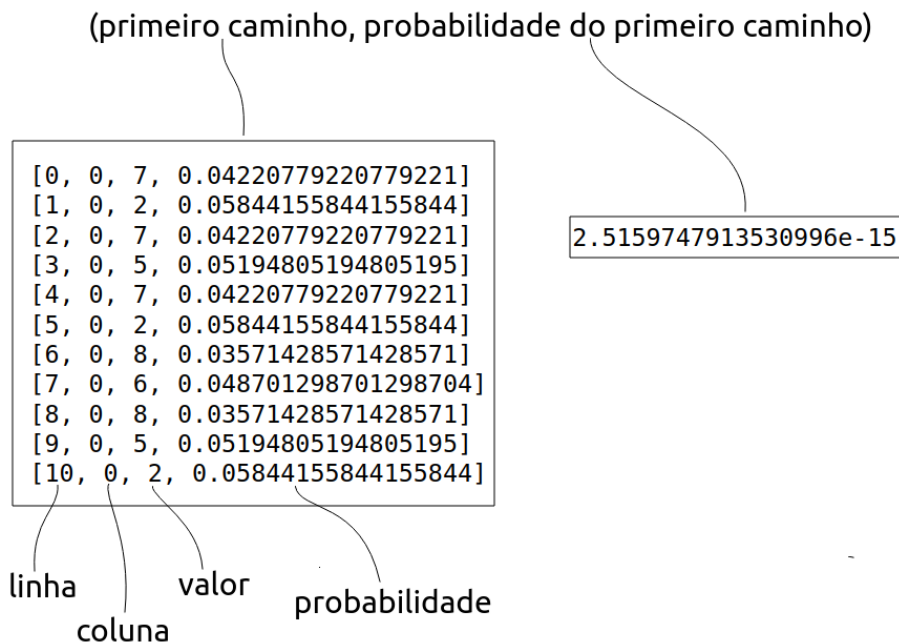 (primeiro caminho, probabilidade do primeiro caminho)
[0, 0, 7, 0.04220779220779221]
[1, 0, 2, 0.05844155844155844]
[2, 0, 7, 0.04220779220779221]
[3, 0, 5, 0.05194805194805195]
[4, 0, 7, 0.04220779220779221]
[5, 0, 2, 0.05844155844155844]
[6, 0, 8, 0.03571428571428571]
[7, 0, 6, 0.048701298701298704]
[8, 0, 8, 0.03571428571428571]
[9, 0, 5, 0.05194805194805195]
[10, 0, 2, 0.05844155844155844]
2.5159747913530996e-15
linha
coluna
valor
probabilidade